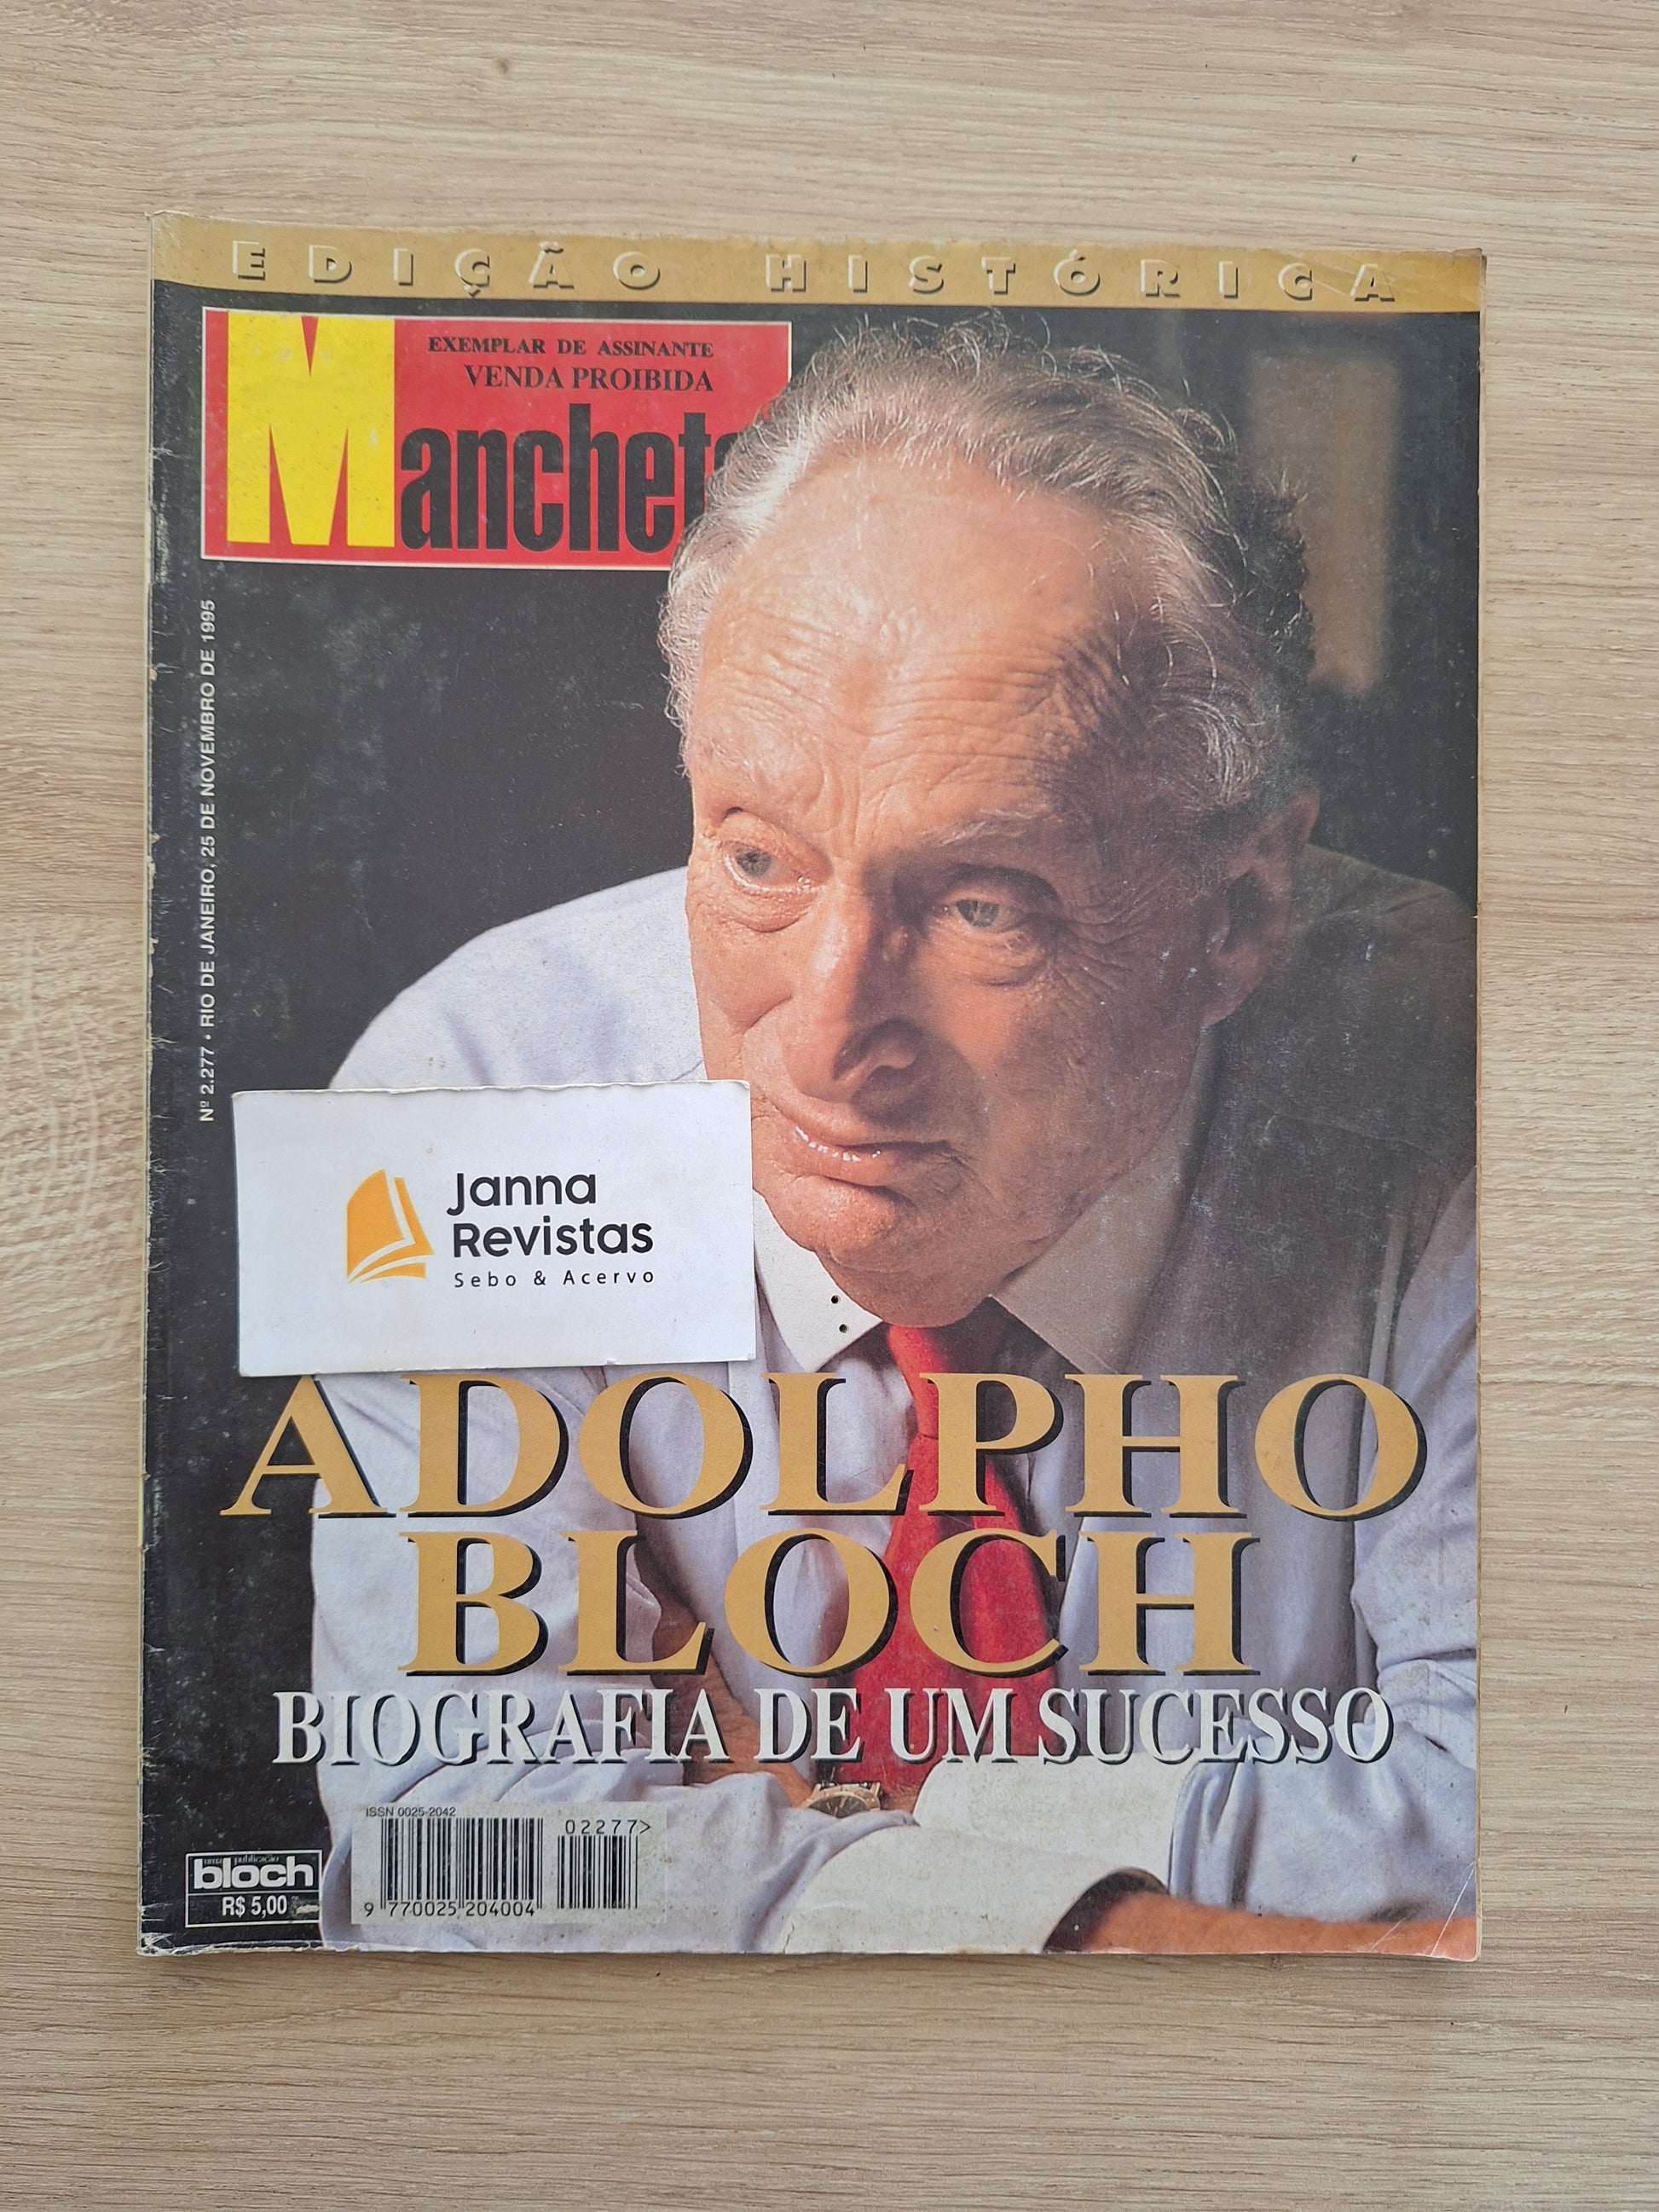 EDIÇÃO HISTÓRICA
EXEMPLAR DE ASSINANTE
VENDA PROIBIDA
Manchete
Nº 2.277 • RIO DE JANEIRO, 25 DE NOVEMBRO DE 1995
Janna
Revistas
Sebo & Acervo
ADOLPHO
BLOCH
BIOGRAFIA DE UM SUCESSO
ISSN 0025-2042
02277>
9 770025 204004
uma publicação
bloch
R$ 5,00